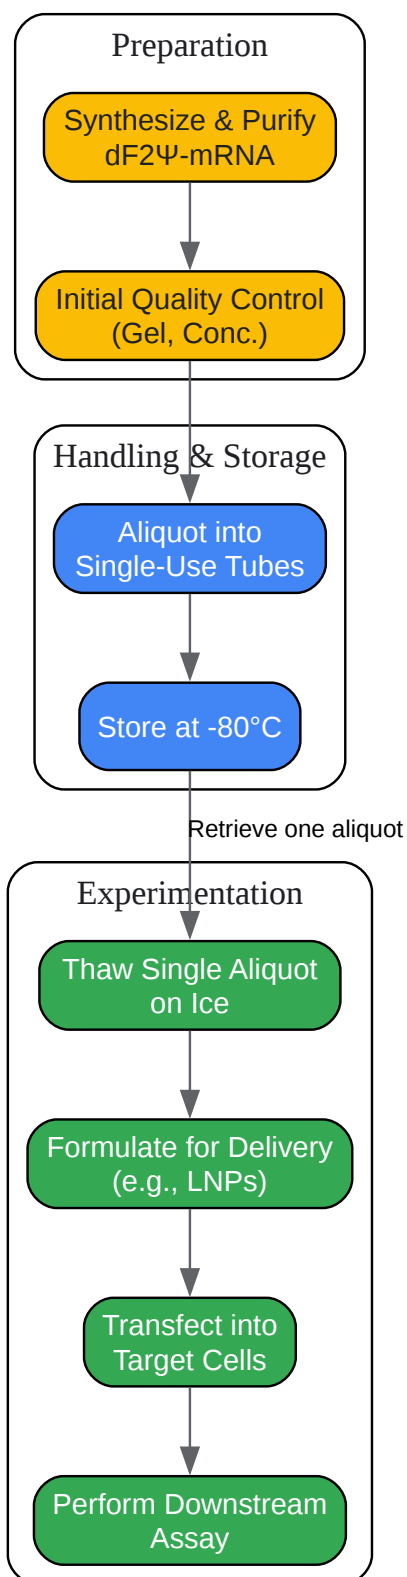 Preparation
Synthesize & Purify
dF2Ψ-mRNA
Initial Quality Control
(Gel, Conc.)
Handling & Storage
Aliquot into
Single-Use Tubes
Store at -80°C
Retrieve one aliquot
Experimentation
Thaw Single Aliquot
on Ice
Formulate for Delivery
(e.g., LNPs)
Transfect into
Target Cells
Perform Downstream
Assay